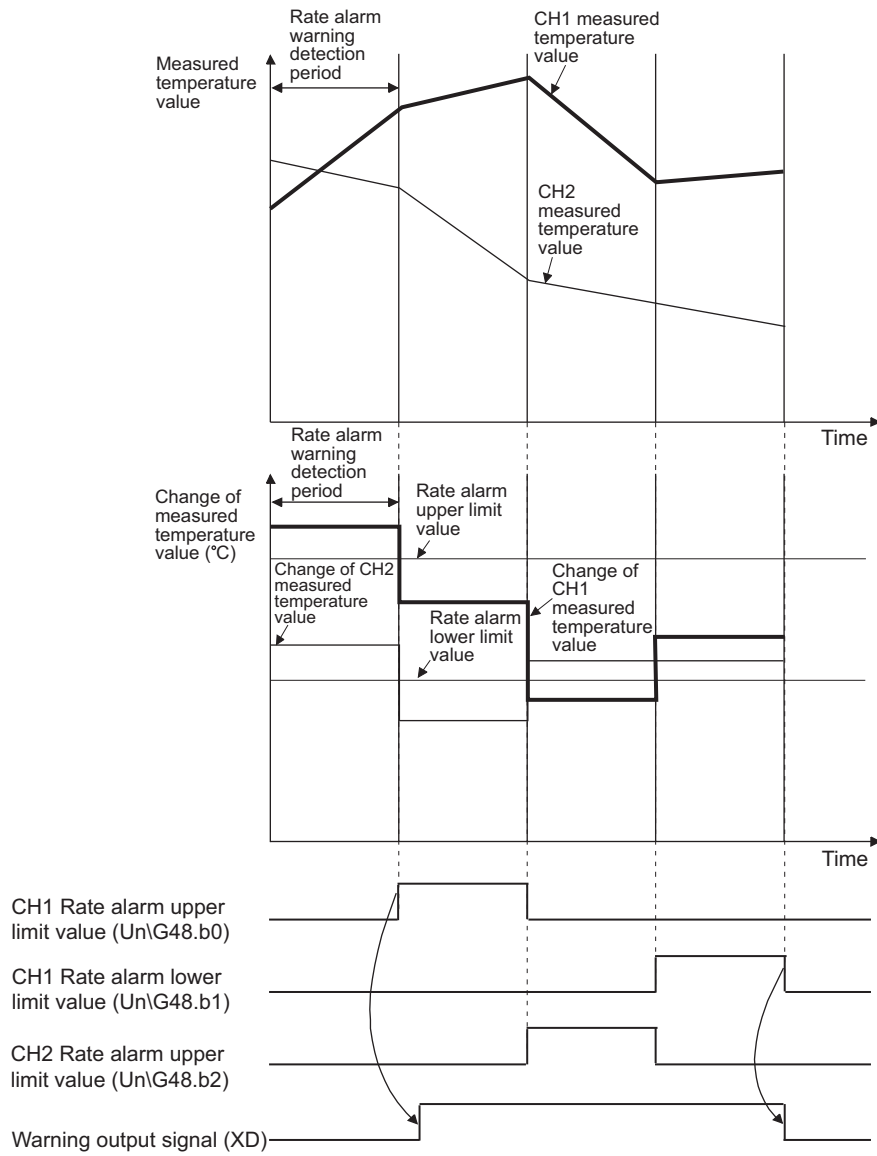 Rate alarm
warning
detection
period
CH1 measured
temperature
value
Measured
temperature
value
CH2
measured
temperature
value
Time
Rate alarm
warning
detection
period
Change of
measured
temperature
value (°C)
Rate alarm
upper limit
value
Change of CH2
measured
temperature
value
Change of
CH1
measured
temperature
value
Rate alarm
lower limit
value
Time
CH1 Rate alarm upper
limit value (Un\G48.b0)
CH1 Rate alarm lower
limit value (Un\G48.b1)
CH2 Rate alarm upper
limit value (Un\G48.b2)
Warning output signal (XD)